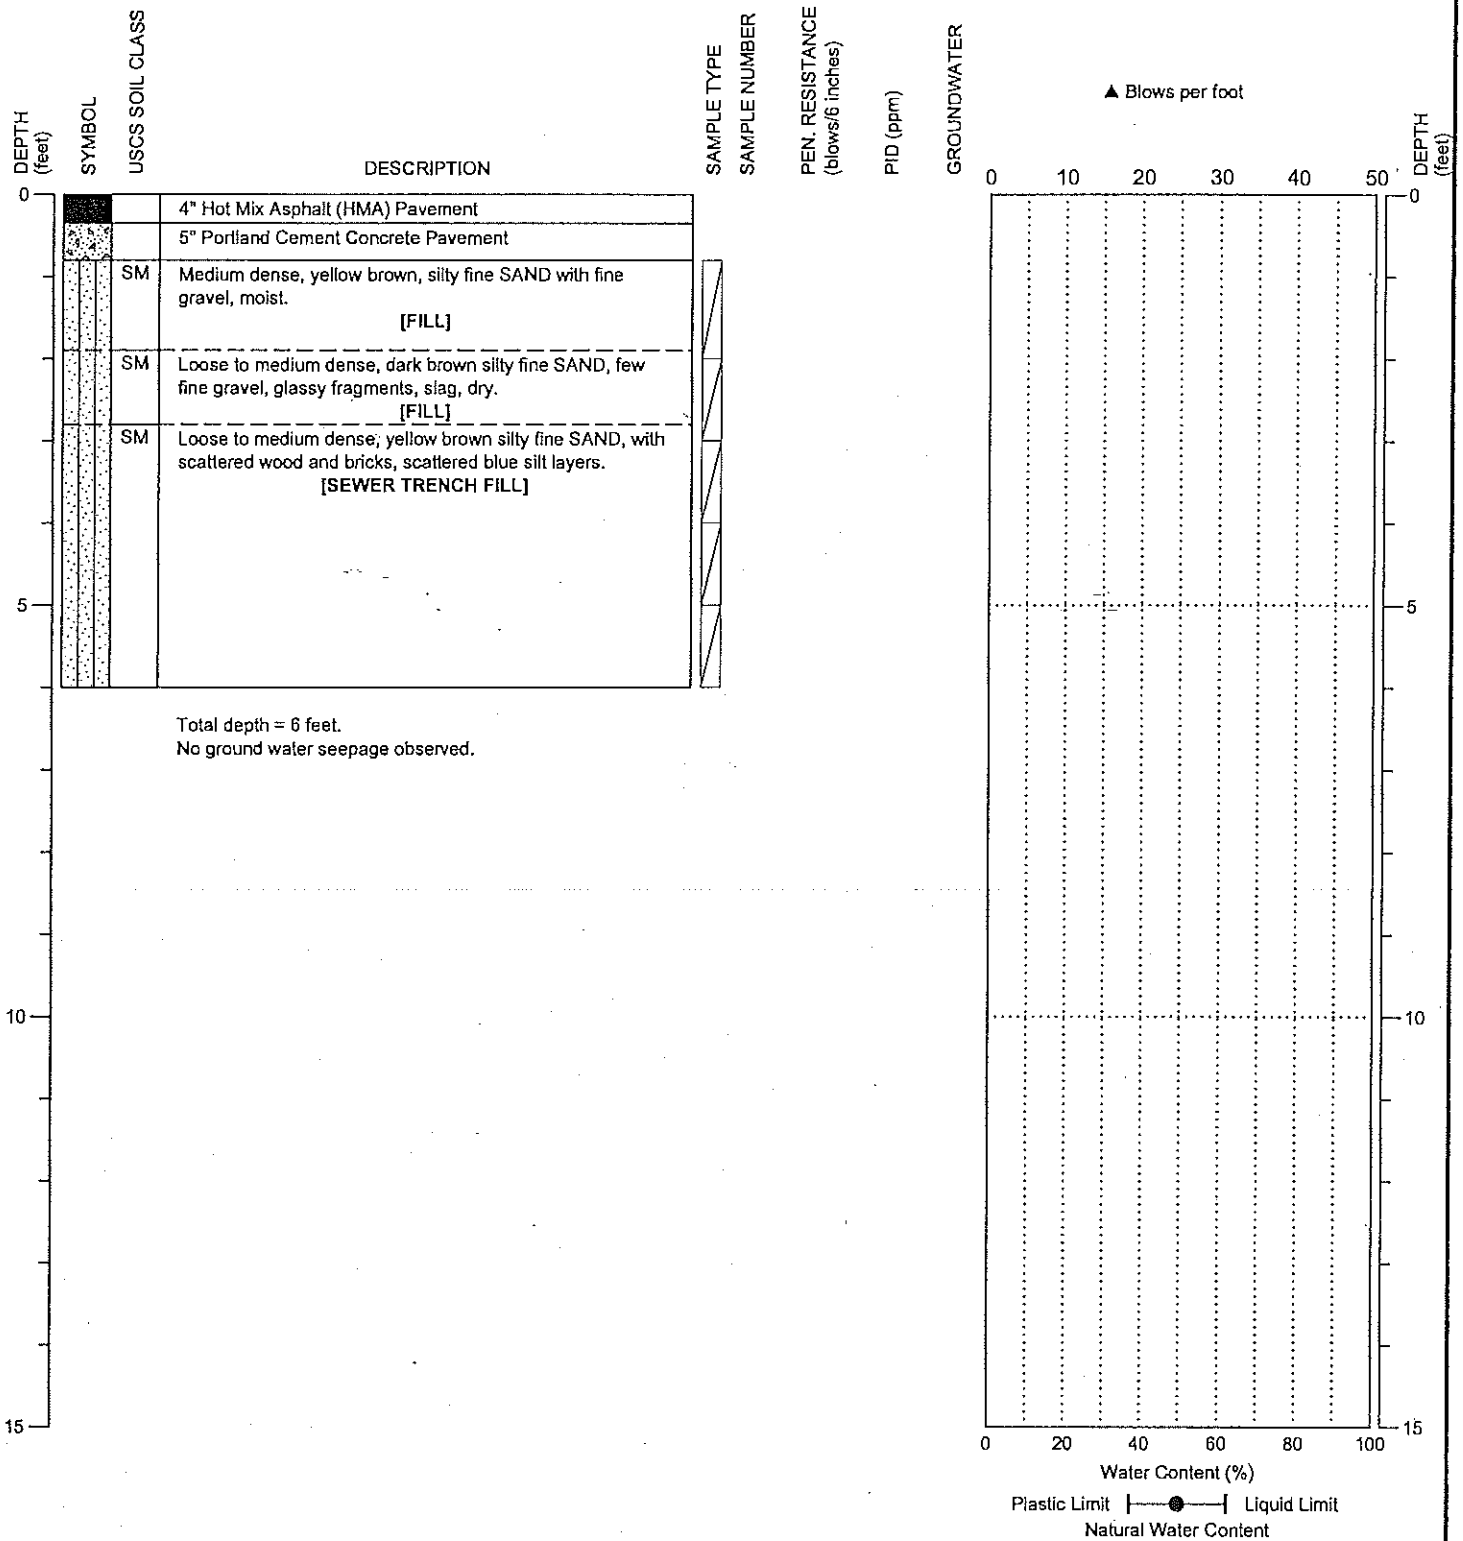 DEPTH
(feet)
SYMBOL
USCS SOIL CLASS
DESCRIPTION
SAMPLE TYPE
SAMPLE NUMBER
PEN. RESISTANCE
(blows/6 inches)
PID (ppm)
GROUNDWATER
▲ Blows per foot
DEPTH
(feet)
0 10 20 30 40 50
0
4" Hot Mix Asphalt (HMA) Pavement
5" Portland Cement Concrete Pavement
SM Medium dense, yellow brown, silty fine SAND with fine
gravel, moist.
[FILL]
SM Loose to medium dense, dark brown silty fine SAND, few
fine gravel, glassy fragments, slag, dry.
[FILL]
SM Loose to medium dense, yellow brown silty fine SAND, with
scattered wood and bricks, scattered blue silt layers.
[SEWER TRENCH FILL]
5
Total depth = 6 feet.
No ground water seepage observed.
10
15
0
5
10
15
0 20 40 60 80 100
Water Content (%)
Plastic Limit Liquid Limit
Natural Water Content